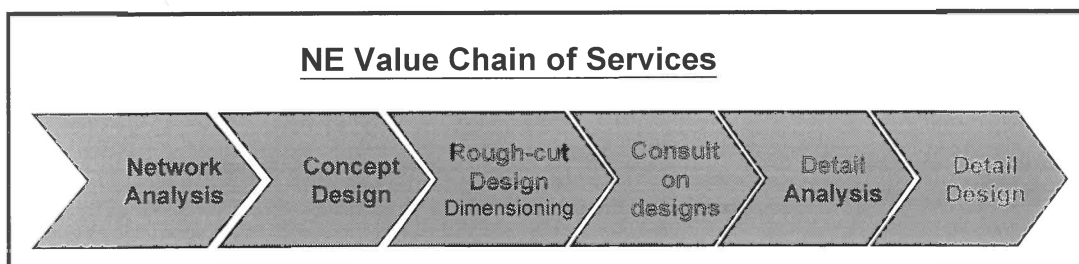 NE Value Chain of Services
Network
Analysis
Concept
Design
Rough-cut
Design
Dimensioning
Consult
on
designs
Detail
Analysis
Detail
Design